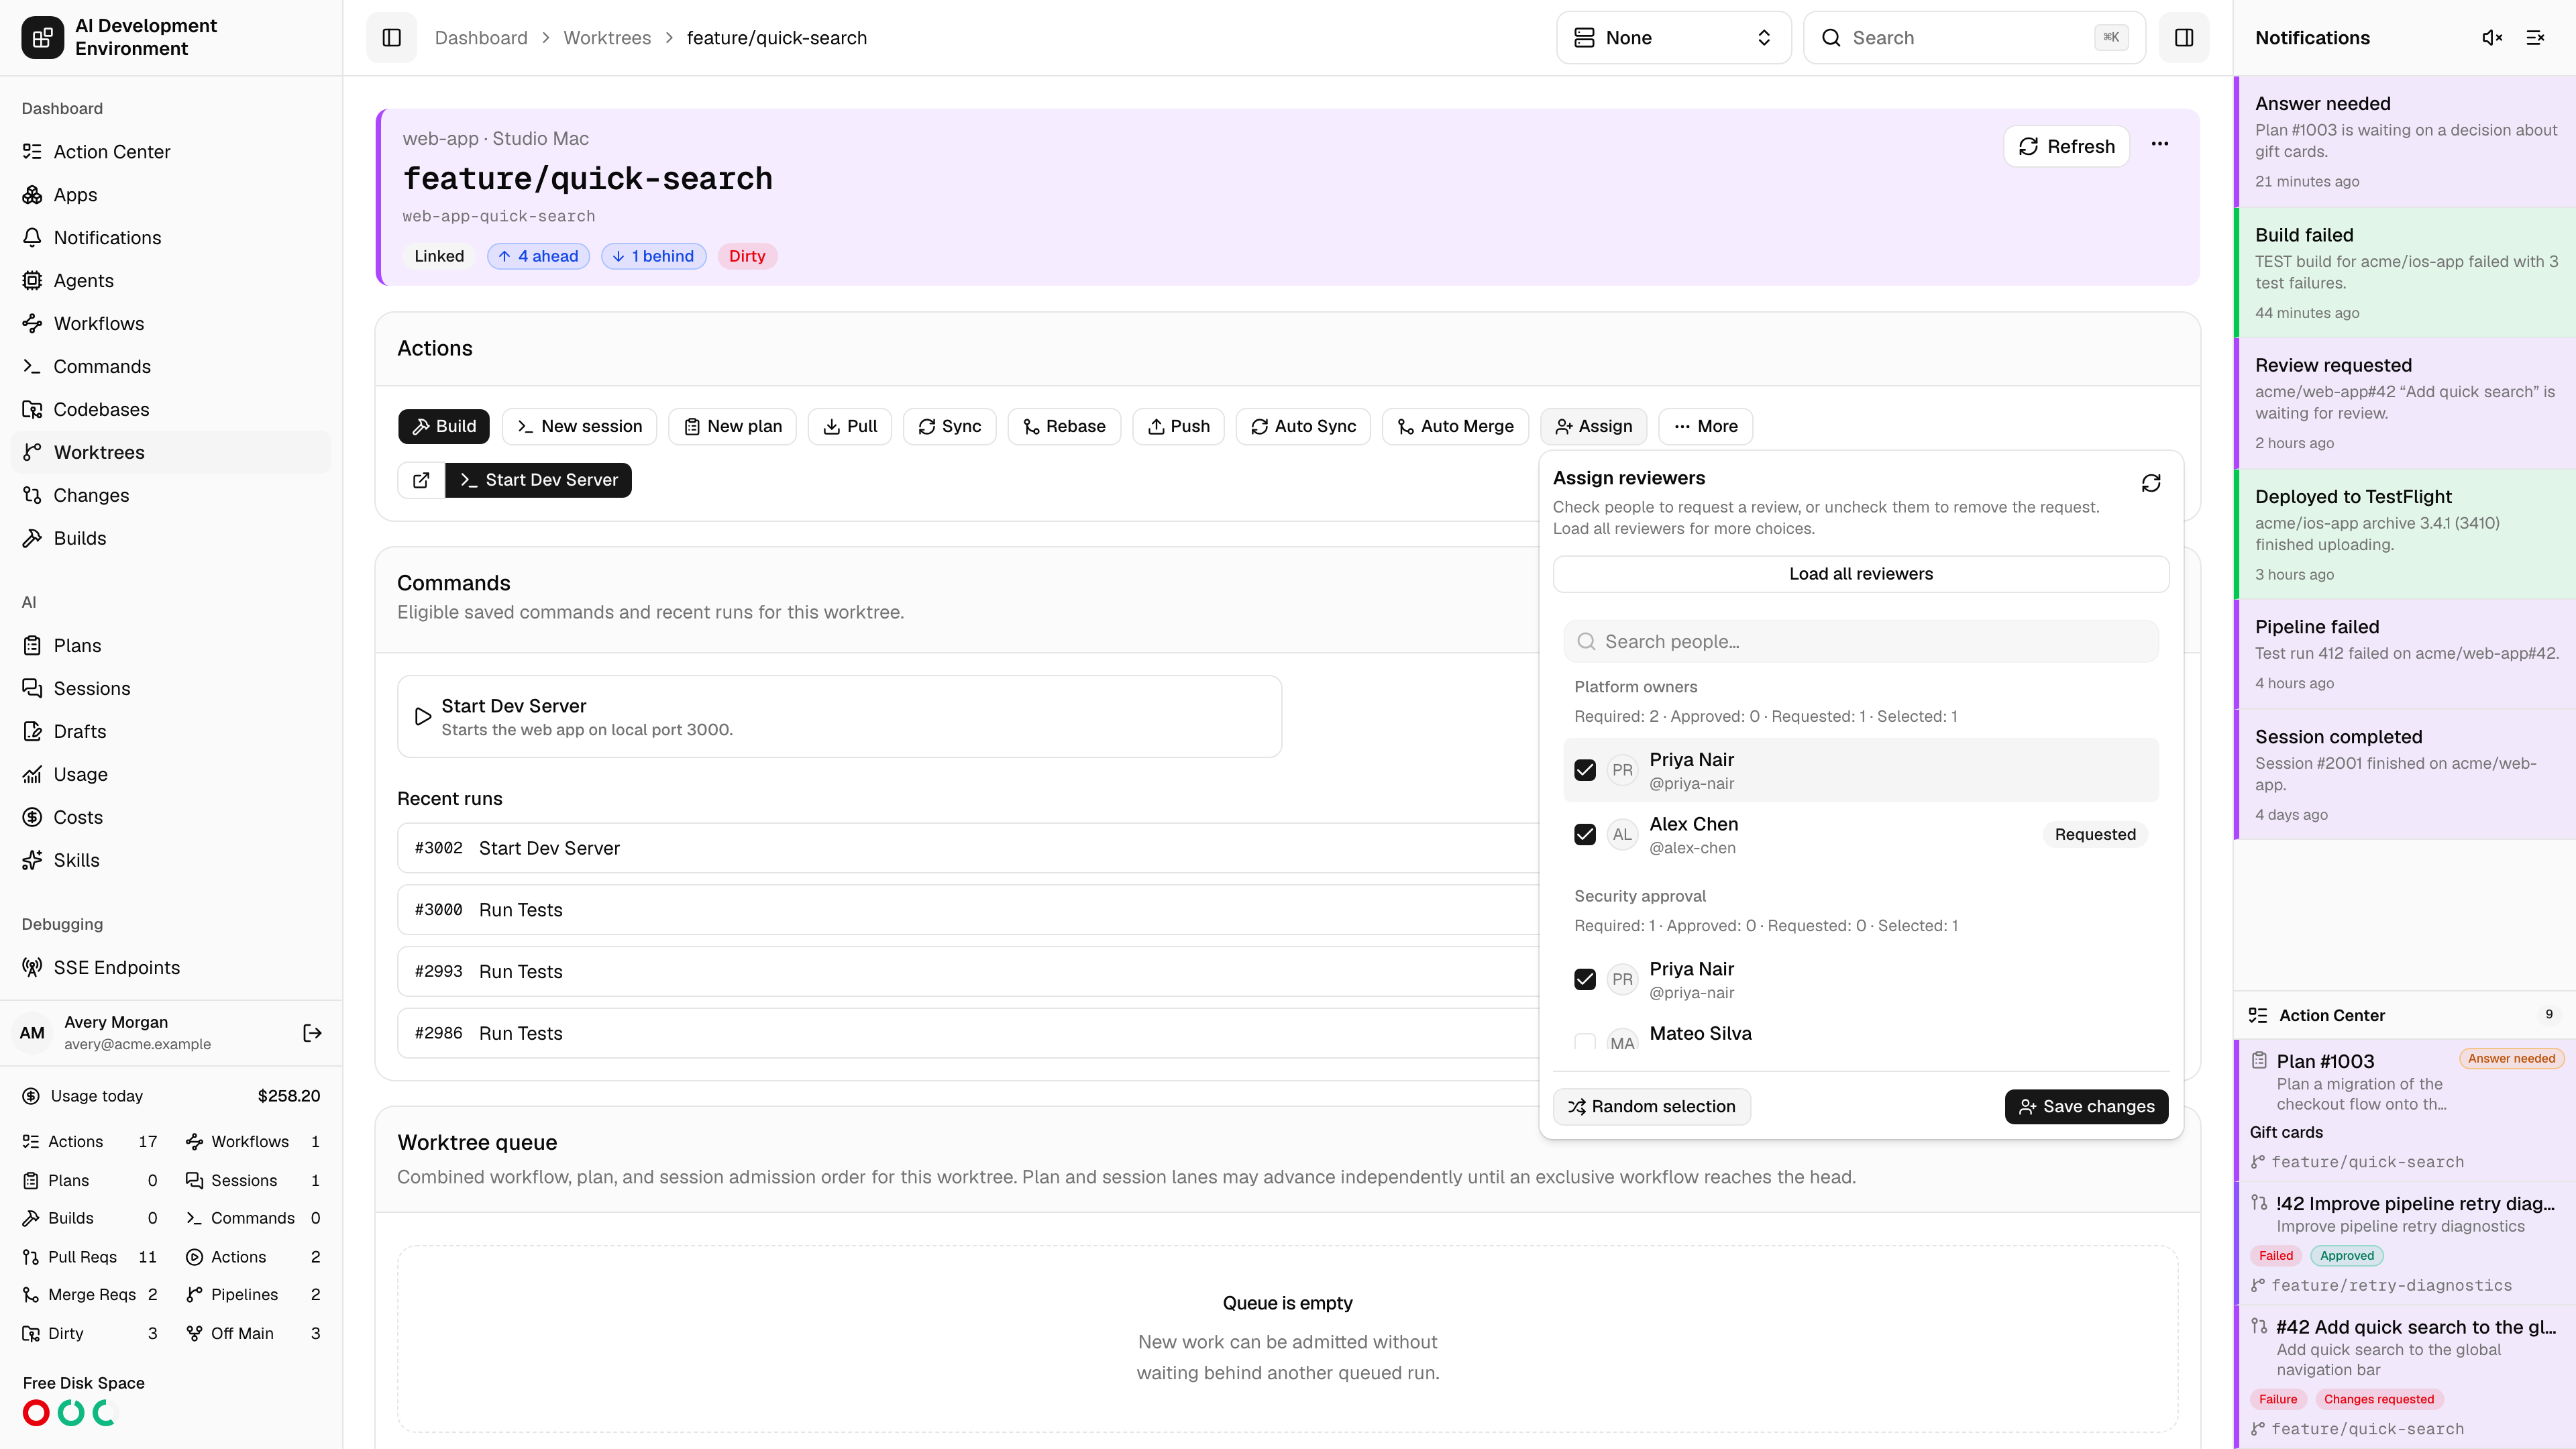 AI Development
Environment
Dashboard
Action Center
Apps
Notifications
Agents
Workflows
Commands
Codebases
Worktrees
Changes
Builds
AI
Plans
Sessions
Drafts
Usage
Costs
Skills
Debugging
SSE Endpoints
AM
Avery Morgan
avery@acme.example
Usage today $258.20
Actions 17 Workflows 1
Plans 0 Sessions 1
Builds 0 Commands 0
Pull Reqs 11 Actions 2
Merge Reqs 2 Pipelines 2
Dirty 3 Off Main 3
Free Disk Space
Dashboard > Worktrees > feature/quick-search
None
Search ⌘K
web-app · Studio Mac
feature/quick-search
web-app-quick-search
Linked ↑ 4 ahead ↓ 1 behind Dirty
Refresh
Actions
Build New session New plan Pull Sync Rebase Push Auto Sync Auto Merge Assign More
Start Dev Server
Commands
Eligible saved commands and recent runs for this worktree.
Start Dev Server
Starts the web app on local port 3000.
Recent runs
#3002 Start Dev Server
#3000 Run Tests
#2993 Run Tests
#2986 Run Tests
Worktree queue
Combined workflow, plan, and session admission order for this worktree. Plan and session lanes may advance independently until an exclusive workflow reaches the head.
Queue is empty
New work can be admitted without
waiting behind another queued run.
Assign reviewers
Check people to request a review, or uncheck them to remove the request.
Load all reviewers for more choices.
Load all reviewers
Search people…
Platform owners
Required: 2 · Approved: 0 · Requested: 1 · Selected: 1
PR Priya Nair
@priya-nair
AL Alex Chen
@alex-chen
Requested
Security approval
Required: 1 · Approved: 0 · Requested: 0 · Selected: 1
PR Priya Nair
@priya-nair
MA Mateo Silva
Random selection
Save changes
Notifications
Answer needed
Plan #1003 is waiting on a decision about
gift cards.
21 minutes ago
Build failed
TEST build for acme/ios-app failed with 3
test failures.
44 minutes ago
Review requested
acme/web-app#42 “Add quick search” is
waiting for review.
2 hours ago
Deployed to TestFlight
acme/ios-app archive 3.4.1 (3410)
finished uploading.
3 hours ago
Pipeline failed
Test run 412 failed on acme/web-app#42.
4 hours ago
Session completed
Session #2001 finished on acme/web-
app.
4 days ago
Action Center 9
Plan #1003 Answer needed
Plan a migration of the
checkout flow onto th…
Gift cards
feature/quick-search
!42 Improve pipeline retry diag…
Improve pipeline retry diagnostics
Failed Approved
feature/retry-diagnostics
#42 Add quick search to the gl…
Add quick search to the global
navigation bar
Failure Changes requested
feature/quick-search